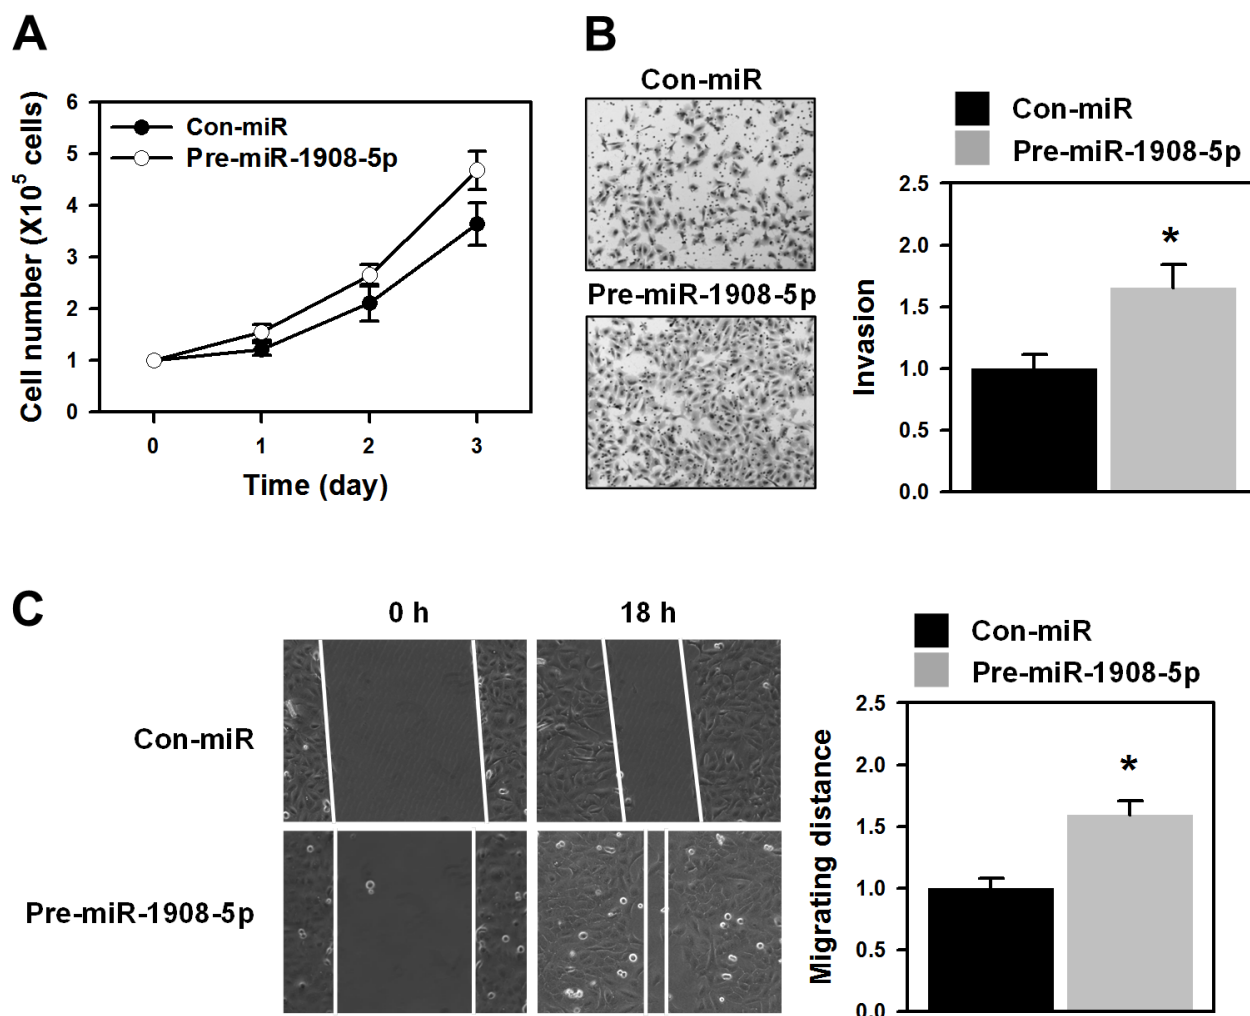 A
Cell number (X10⁵ cells)
6
5
4
3
2
1
0
Con-miR
Pre-miR-1908-5p
0 1 2 3
Time (day)
B
Con-miR
Pre-miR-1908-5p
Con-miR
Pre-miR-1908-5p
Invasion
2.5
2.0
1.5
1.0
0.5
0.0
*
C
0 h 18 h
Con-miR
Pre-miR-1908-5p
Con-miR
Pre-miR-1908-5p
Migrating distance
2.5
2.0
1.5
1.0
0.5
0.0
*